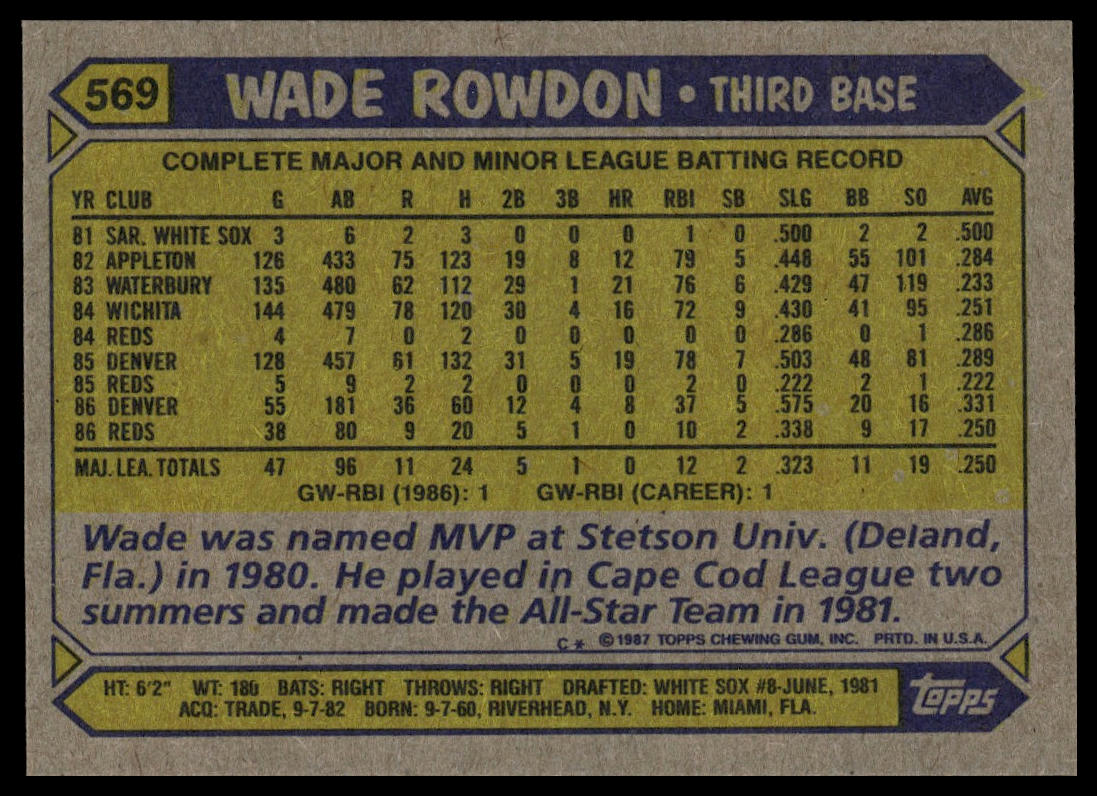 569 WADE ROWDON • THIRD BASE
COMPLETE MAJOR AND MINOR LEAGUE BATTING RECORD
YR CLUB G AB R H 2B 3B HR RBI SB SLG BB SO AVG
81 SAR. WHITE SOX 3 6 2 3 0 0 0 1 0 .500 2 2 .500
82 APPLETON 126 433 75 123 19 8 12 79 5 .448 55 101 .284
83 WATERBURY 135 480 62 112 29 1 21 76 6 .429 47 119 .233
84 WICHITA 144 479 78 120 30 4 16 72 9 .430 41 95 .251
84 REDS 4 7 0 2 0 0 0 0 0 .286 0 1 .286
85 DENVER 128 457 61 132 31 5 19 78 7 .503 48 81 .289
85 REDS 5 9 2 2 0 0 0 2 0 .222 2 1 .222
86 DENVER 55 181 36 60 12 4 8 37 5 .575 20 16 .331
86 REDS 38 80 9 20 5 1 0 10 2 .338 9 17 .250
MAJ. LEA. TOTALS 47 96 11 24 5 1 0 12 2 .323 11 19 .250
GW-RBI (1986): 1 GW-RBI (CAREER): 1
Wade was named MVP at Stetson Univ. (Deland,
Fla.) in 1980. He played in Cape Cod League two
summers and made the All-Star Team in 1981.
C* ©1987 TOPPS CHEWING GUM, INC. PRTD. IN U.S.A.
HT: 6'2" WT: 180 BATS: RIGHT THROWS: RIGHT DRAFTED: WHITE SOX #8-JUNE, 1981
ACQ: TRADE, 9-7-82 BORN: 9-7-60, RIVERHEAD, N.Y. HOME: MIAMI, FLA.
TOPPS